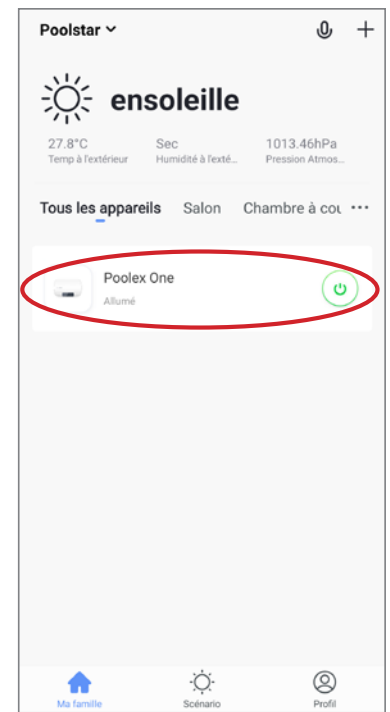 Poolstar
ensoleille
27.8°C Sec 1013.46hPa
Temp à l'extérieur Humidité à l'exté... Pression Atmos...
Tous les appareils Salon Chambre à cou ...
Poolex One
Allumé
Ma famille Scénario Profil